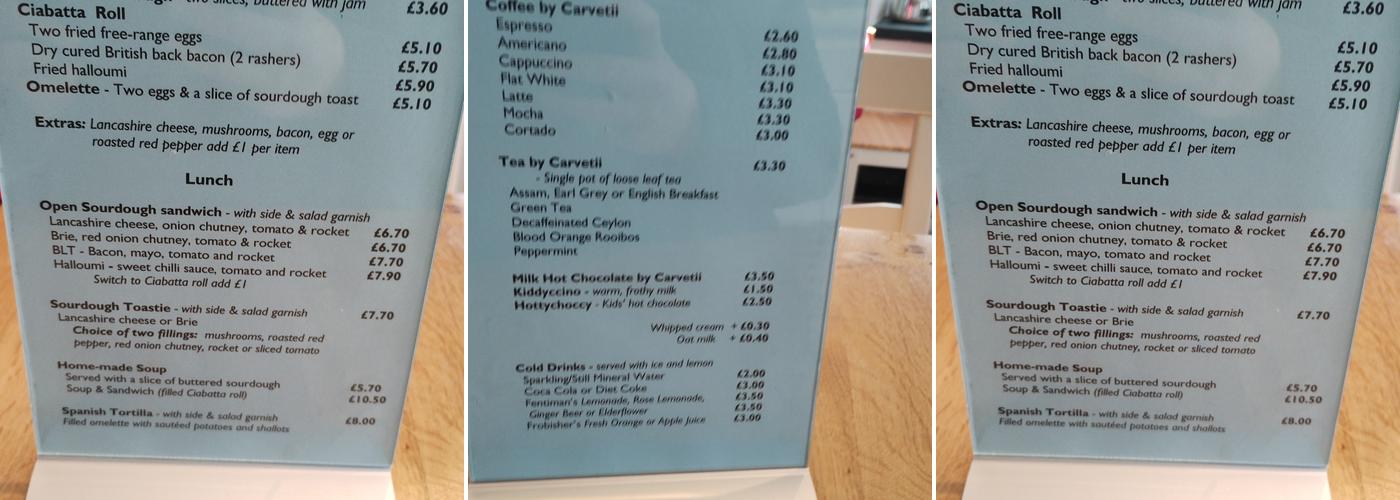 two slices, buttered with jam £3.60
Ciabatta Roll
Two fried free-range eggs £5.10
Dry cured British back bacon (2 rashers) £5.70
Fried halloumi £5.90
Omelette - Two eggs & a slice of sourdough toast £5.10
Extras: Lancashire cheese, mushrooms, bacon, egg or
roasted red pepper add £1 per item
Lunch
Open Sourdough sandwich - with side & salad garnish
Lancashire cheese, onion chutney, tomato & rocket £6.70
Brie, red onion chutney, tomato & rocket £6.70
BLT - Bacon, mayo, tomato and rocket £7.70
Halloumi - sweet chilli sauce, tomato and rocket £7.90
Switch to Ciabatta roll add £1
Sourdough Toastie - with side & salad garnish £7.70
Lancashire cheese or Brie
Choice of two fillings: mushrooms, roasted red
pepper, red onion chutney, rocket or sliced tomato
Home-made Soup
Served with a slice of buttered sourdough £5.70
Soup & Sandwich (filled Ciabatta roll) £10.50
Spanish Tortilla - with side & salad garnish £8.00
Filled omelette with sautéed potatoes and shallots
Coffee by Carvetii
Espresso £2.60
Americano £2.80
Cappuccino £3.10
Flat White £3.10
Latte £3.30
Mocha £3.30
Cortado £3.00
Tea by Carvetii £3.30
- Single pot of loose leaf tea
Assam, Earl Grey or English Breakfast
Green Tea
Decaffeinated Ceylon
Blood Orange Rooibos
Peppermint
Milk Hot Chocolate by Carvetii £3.50
Kiddyccino - warm, frothy milk £1.50
Hottychoccy - Kids' hot chocolate £2.50
Whipped cream + £0.30
Oat milk + £0.40
Cold Drinks - served with ice and lemon
Sparkling/Still Mineral Water £2.00
Coca Cola or Diet Coke £3.00
Fentiman's Lemonade, Rose Lemonade, £3.50
Ginger Beer or Elderflower £3.50
Frobisher's Fresh Orange or Apple Juice £3.00
two slices, buttered with jam £3.60
Ciabatta Roll
Two fried free-range eggs £5.10
Dry cured British back bacon (2 rashers) £5.70
Fried halloumi £5.90
Omelette - Two eggs & a slice of sourdough toast £5.10
Extras: Lancashire cheese, mushrooms, bacon, egg or
roasted red pepper add £1 per item
Lunch
Open Sourdough sandwich - with side & salad garnish
Lancashire cheese, onion chutney, tomato & rocket £6.70
Brie, red onion chutney, tomato & rocket £6.70
BLT - Bacon, mayo, tomato and rocket £7.70
Halloumi - sweet chilli sauce, tomato and rocket £7.90
Switch to Ciabatta roll add £1
Sourdough Toastie - with side & salad garnish £7.70
Lancashire cheese or Brie
Choice of two fillings: mushrooms, roasted red
pepper, red onion chutney, rocket or sliced tomato
Home-made Soup
Served with a slice of buttered sourdough £5.70
Soup & Sandwich (filled Ciabatta roll) £10.50
Spanish Tortilla - with side & salad garnish £8.00
Filled omelette with sautéed potatoes and shallots